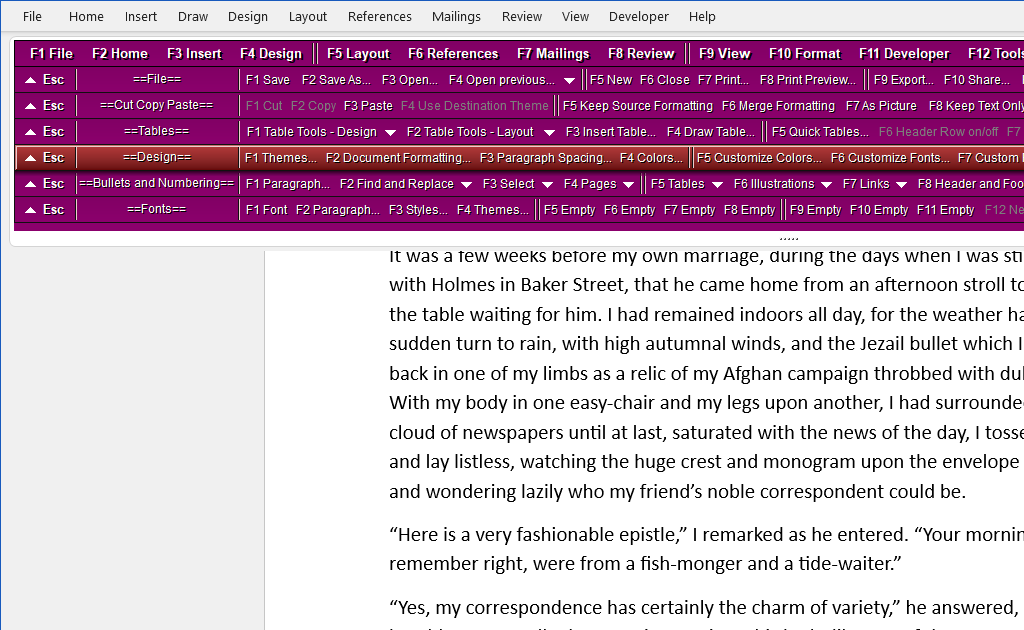 File Home Insert Draw Design Layout References Mailings Review View Developer Help
F1 File F2 Home F3 Insert F4 Design F5 Layout F6 References F7 Mailings F8 Review F9 View F10 Format F11 Developer F12 Tools
Esc ==File== F1 Save F2 Save As... F3 Open... F4 Open previous... F5 New F6 Close F7 Print... F8 Print Preview... F9 Export... F10 Share...
Esc ==Cut Copy Paste== F1 Cut F2 Copy F3 Paste F4 Use Destination Theme F5 Keep Source Formatting F6 Merge Formatting F7 As Picture F8 Keep Text Only
Esc ==Tables== F1 Table Tools - Design F2 Table Tools - Layout F3 Insert Table... F4 Draw Table... F5 Quick Tables... F6 Header Row on/off F7
Esc ==Design== F1 Themes... F2 Document Formatting... F3 Paragraph Spacing... F4 Colors... F5 Customize Colors... F6 Customize Fonts... F7 Custom
Esc ==Bullets and Numbering== F1 Paragraph... F2 Find and Replace F3 Select F4 Pages F5 Tables F6 Illustrations F7 Links F8 Header and Foo
Esc ==Fonts== F1 Font F2 Paragraph... F3 Styles... F4 Themes... F5 Empty F6 Empty F7 Empty F8 Empty F9 Empty F10 Empty F11 Empty F12 Ne
It was a few weeks before my own marriage, during the days when I was sti
with Holmes in Baker Street, that he came home from an afternoon stroll to
the table waiting for him. I had remained indoors all day, for the weather ha
sudden turn to rain, with high autumnal winds, and the Jezail bullet which I
back in one of my limbs as a relic of my Afghan campaign throbbed with dul
With my body in one easy-chair and my legs upon another, I had surrounde
cloud of newspapers until at last, saturated with the news of the day, I tosse
and lay listless, watching the huge crest and monogram upon the envelope
and wondering lazily who my friend’s noble correspondent could be.
“Here is a very fashionable epistle,” I remarked as he entered. “Your mornin
remember right, were from a fish-monger and a tide-waiter.”
“Yes, my correspondence has certainly the charm of variety,” he answered,